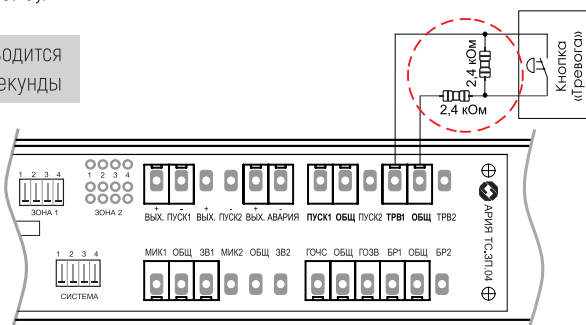 водится
екунды
2,4 кОм
2,4 кОм
Кнопка
«Тревога»
1 2 3 4
ЗОНА 1
1 2 3 4
ЗОНА 2
+ - + - + -
ВЫХ. ПУСК1 ВЫХ. ПУСК2 ВЫХ. АВАРИЯ
ПУСК1 ОБЩ ПУСК2 ТРВ1 ОБЩ ТРВ2
1 2 3 4
СИСТЕМА
МИК1 ОБЩ ЗВ1 МИК2 ОБЩ ЗВ2
ГОЧС ОБЩ ГОЗВ БР1 ОБЩ БР2
АРИЯ ТС.ЗП.04